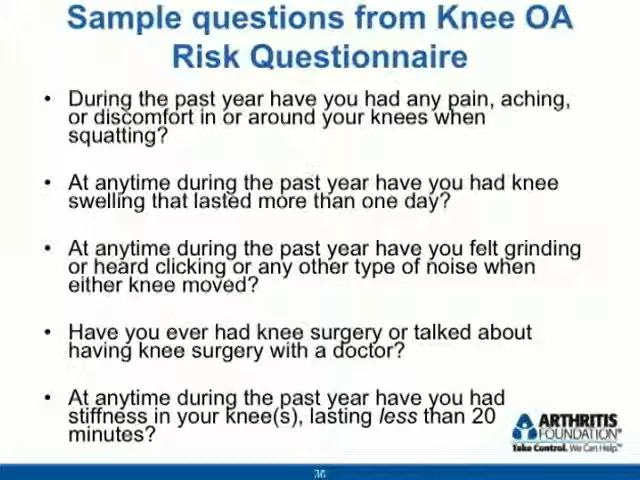 Sample questions from Knee OA
Risk Questionnaire
• During the past year have you had any pain, aching,
or discomfort in or around your knees when
squatting?
• At anytime during the past year have you had knee
swelling that lasted more than one day?
• At anytime during the past year have you felt grinding
or heard clicking or any other type of noise when
either knee moved?
• Have you ever had knee surgery or talked about
having knee surgery with a doctor?
• At anytime during the past year have you had
stiffness in your knee(s), lasting less than 20
minutes?
ARTHRITIS
FOUNDATION®
Take Control. We Can Help.™
36